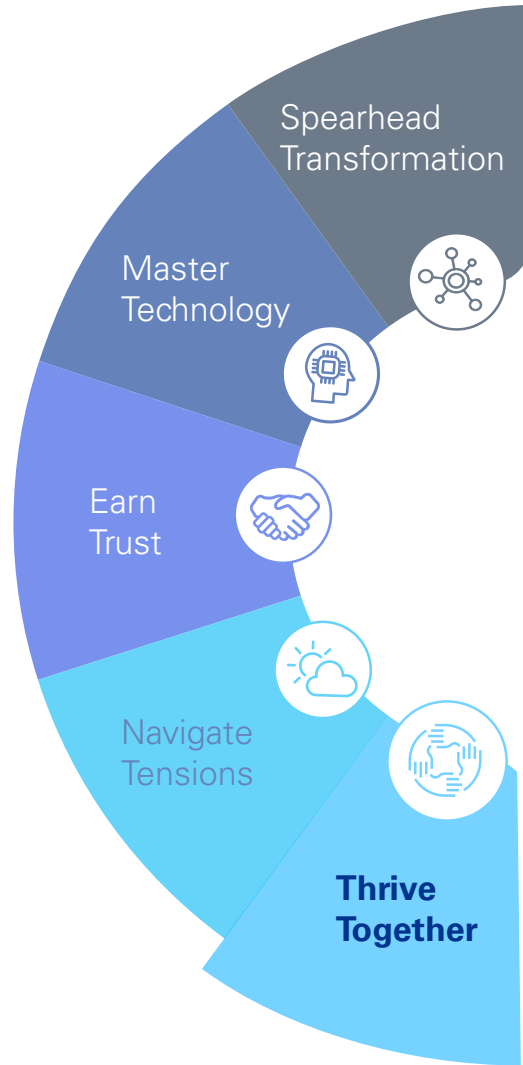 Spearhead
Transformation
Master
Technology
Earn
Trust
Navigate
Tensions
Thrive
Together